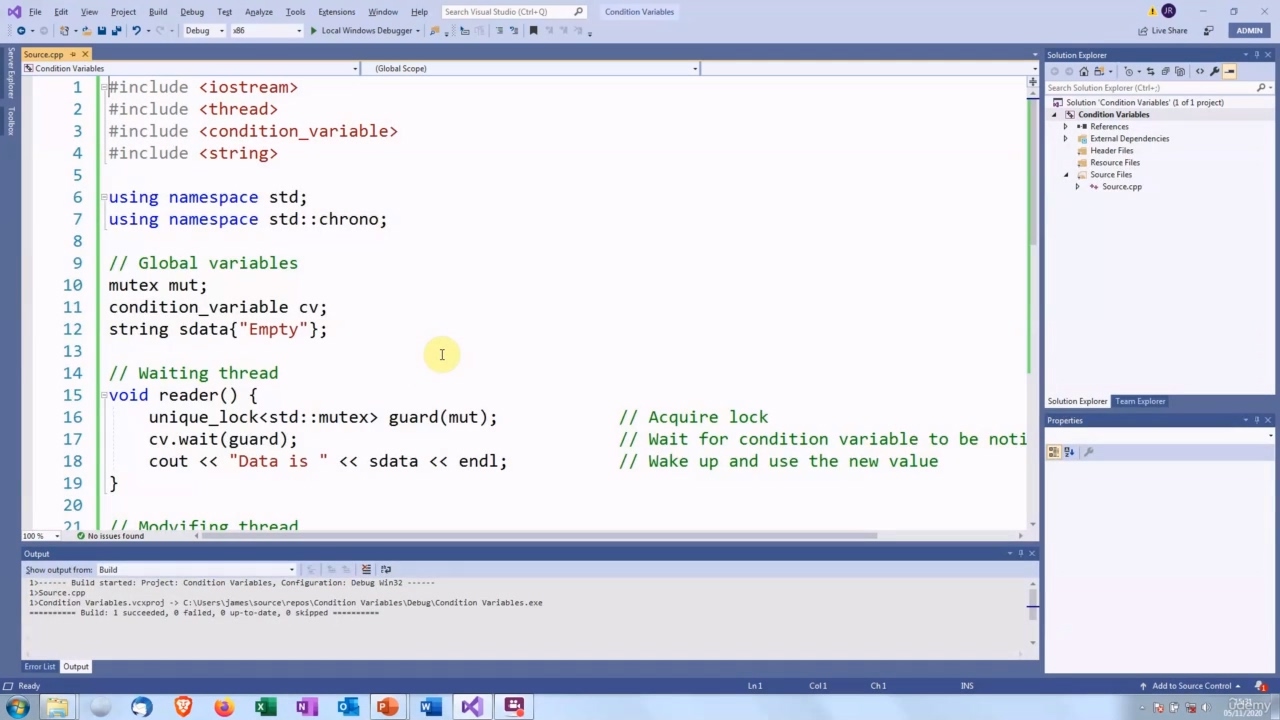 File Edit View Project Build Debug Test Analyze Tools Extensions Window Help Search Visual Studio (Ctrl+Q) Condition Variables JR
Debug x86 Local Windows Debugger Live Share ADMIN
Server Explorer
Toolbox
Source.cpp
Condition Variables (Global Scope)
1 #include <iostream>
2 #include <thread>
3 #include <condition_variable>
4 #include <string>
5
6 using namespace std;
7 using namespace std::chrono;
8
9 // Global variables
10 mutex mut;
11 condition_variable cv;
12 string sdata{"Empty"};
13
14 // Waiting thread
15 void reader() {
16 unique_lock<std::mutex> guard(mut); // Acquire lock
17 cv.wait(guard); // Wait for condition variable to be noti
18 cout << "Data is " << sdata << endl; // Wake up and use the new value
19 }
20
21 // Modyifing thread
100 % No issues found
Output
Show output from: Build
1>------ Build started: Project: Condition Variables, Configuration: Debug Win32 ------
1>Source.cpp
1>Condition Variables.vcxproj -> C:\Users\james\source\repos\Condition Variables\Debug\Condition Variables.exe
========== Build: 1 succeeded, 0 failed, 0 up-to-date, 0 skipped ==========
Error List Output
Solution Explorer
Search Solution Explorer (Ctrl+;)
Solution 'Condition Variables' (1 of 1 project)
Condition Variables
References
External Dependencies
Header Files
Resource Files
Source Files
Source.cpp
Solution Explorer Team Explorer
Properties
Ready Ln 1 Col 1 Ch 1 INS Add to Source Control 1
udemy
05/11/2020